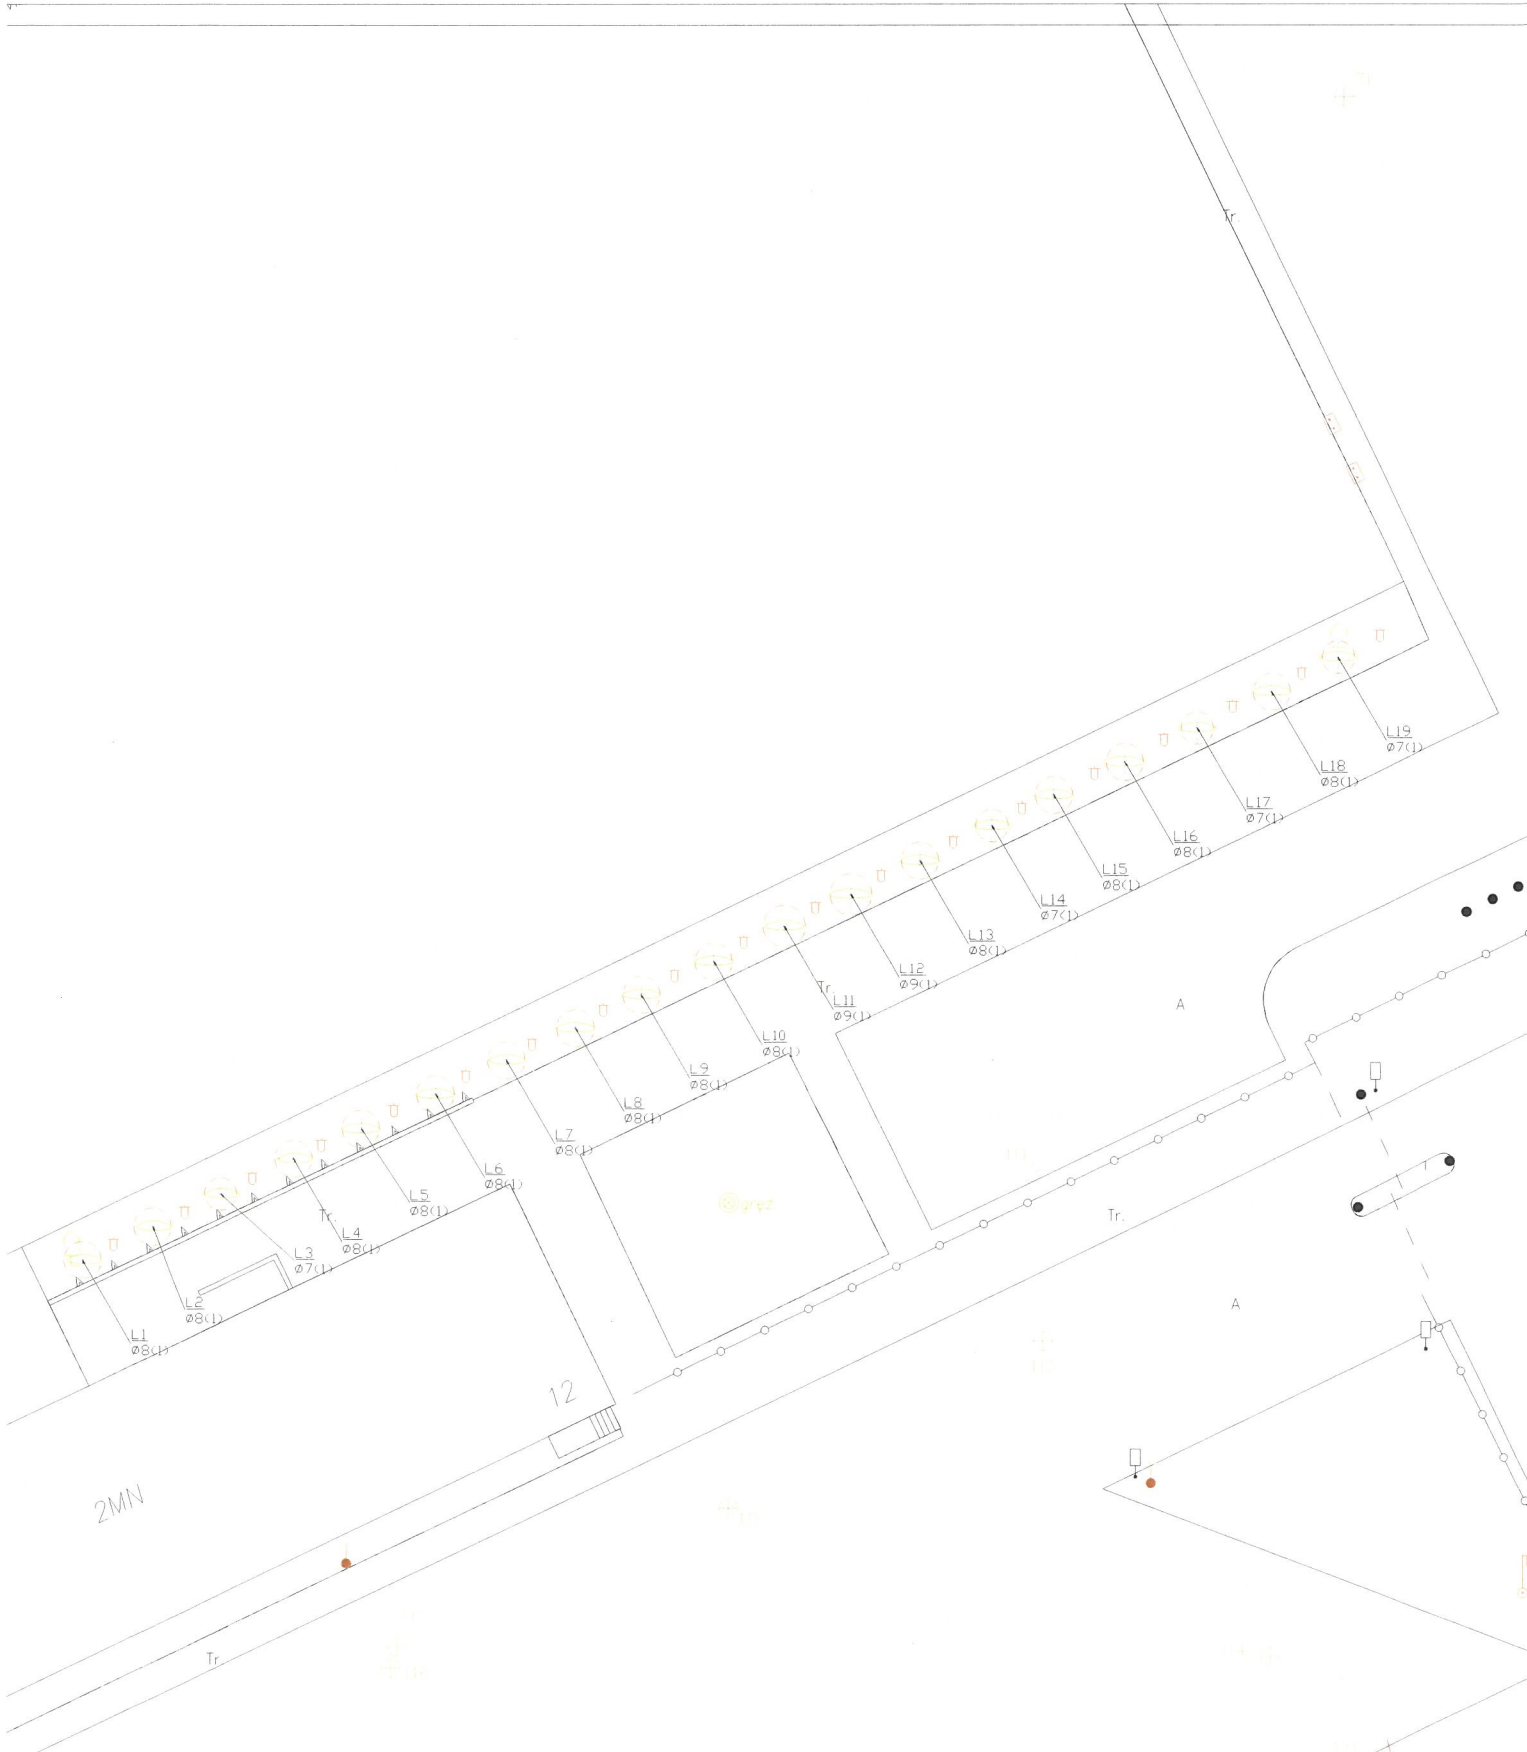 Tr.
L19
Ø7(1)
L18
Ø8(1)
L17
Ø7(1)
L16
Ø8(1)
L15
Ø8(1)
L14
Ø7(1)
L13
Ø8(1)
L12
Ø9(1)
Tr.
L11
Ø9(1)
A
L10
Ø8(1)
L9
Ø8(1)
L8
Ø8(1)
L7
Ø8(1)
L6
Ø8(1)
L5
Ø8(1)
Tr.
L4
Ø8(1)
L3
Ø7(1)
L2
Ø8(1)
L1
Ø8(1)
Tr.
A
12
2MN
Tr.